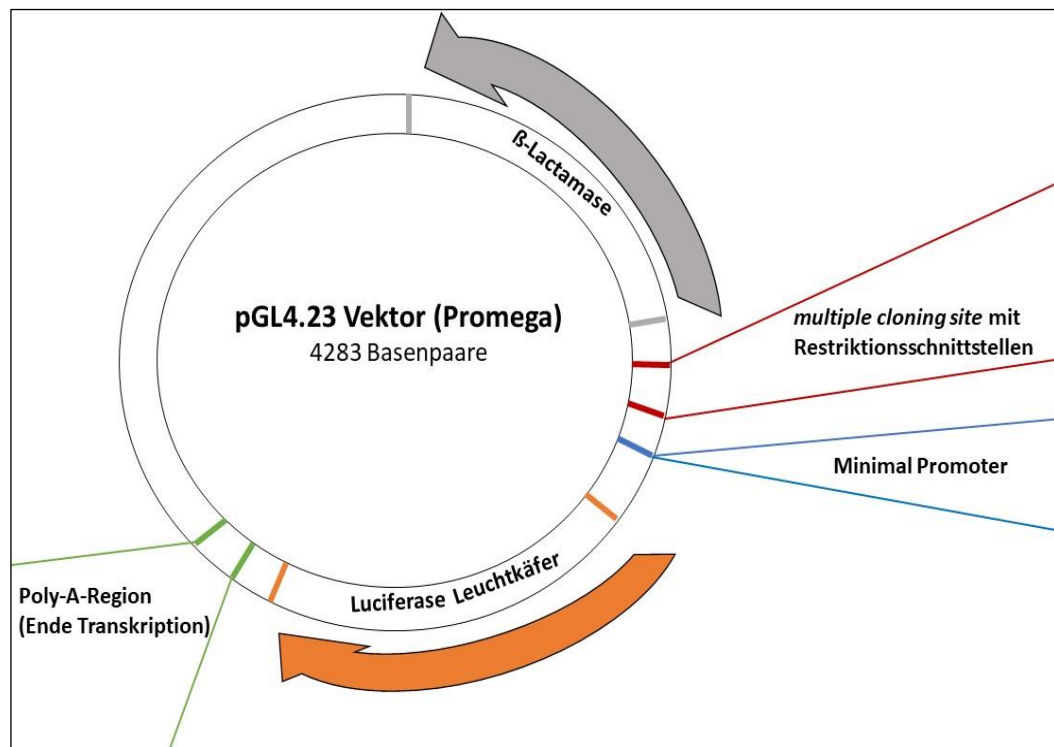 ß-Lactamase
pGL4.23 Vektor (Promega)
4283 Basenpaare
multiple cloning site mit
Restriktionsschnittstellen
Minimal Promoter
Luciferase Leuchtkäfer
Poly-A-Region
(Ende Transkription)